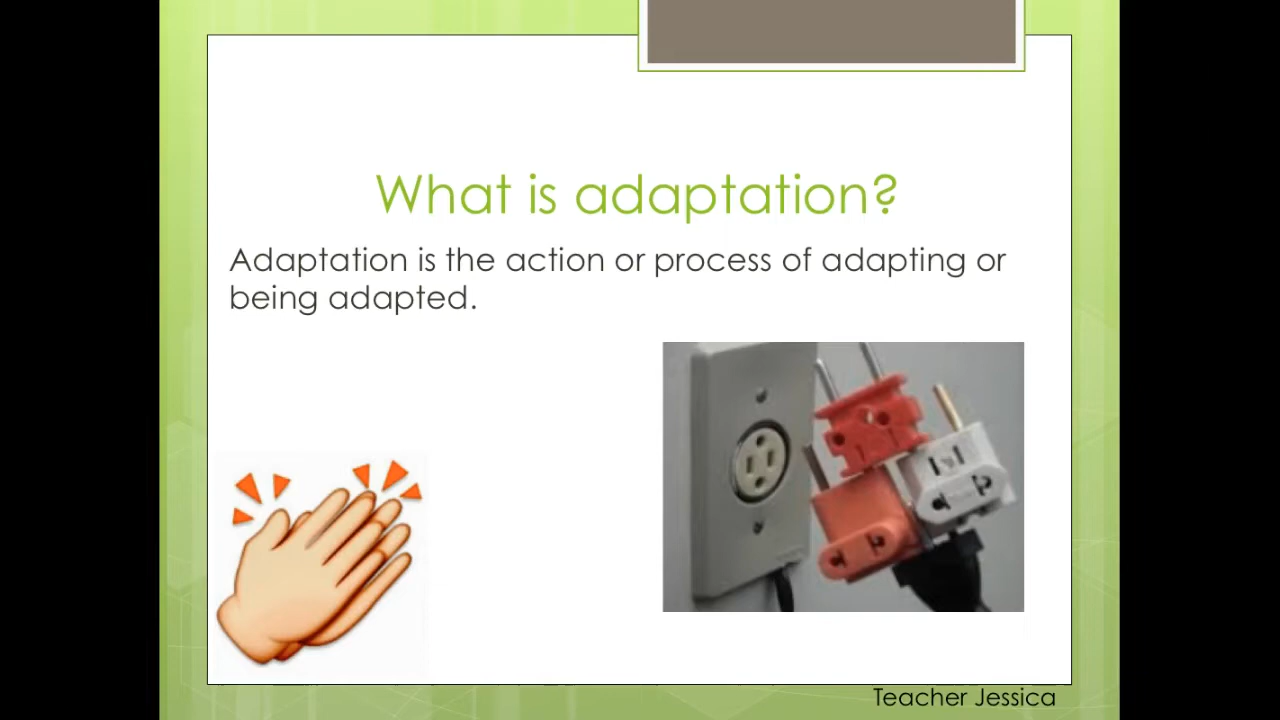 What is adaptation?
Adaptation is the action or process of adapting or
being adapted.
Teacher Jessica